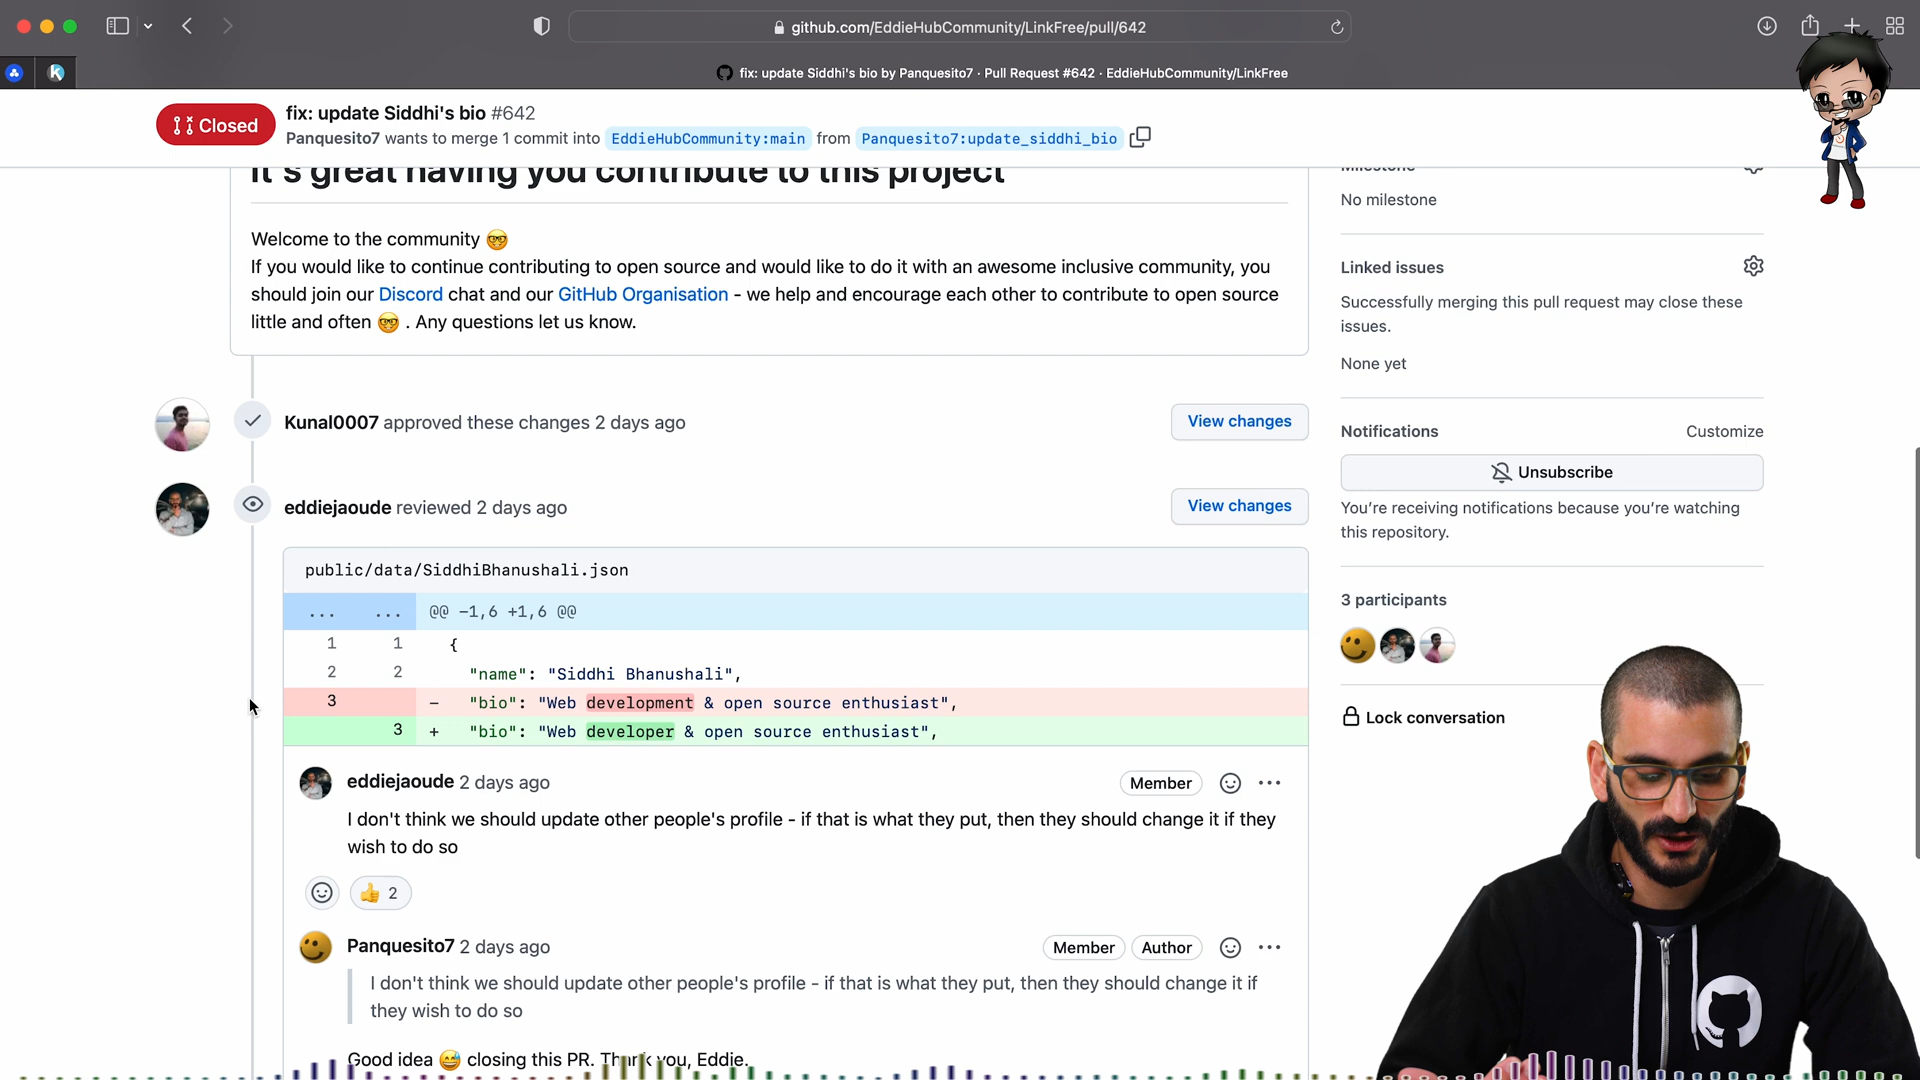 github.com/EddieHubCommunity/LinkFree/pull/642
fix: update Siddhi's bio by Panquesito7 · Pull Request #642 · EddieHubCommunity/LinkFree
Closed
fix: update Siddhi's bio #642
Panquesito7 wants to merge 1 commit into EddieHubCommunity:main from Panquesito7:update_siddhi_bio
It's great having you contribute to this project
Welcome to the community 🤓
If you would like to continue contributing to open source and would like to do it with an awesome inclusive community, you
should join our Discord chat and our GitHub Organisation - we help and encourage each other to contribute to open source
little and often 🤓 . Any questions let us know.
Kunal0007 approved these changes 2 days ago
View changes
eddiejaoude reviewed 2 days ago
View changes
public/data/SiddhiBhanushali.json
... ... @@ -1,6 +1,6 @@
1 1 {
2 2 "name": "Siddhi Bhanushali",
3 - "bio": "Web development & open source enthusiast",
3 + "bio": "Web developer & open source enthusiast",
eddiejaoude 2 days ago
Member
I don't think we should update other people's profile - if that is what they put, then they should change it if they
wish to do so
👍 2
Panquesito7 2 days ago
Member Author
I don't think we should update other people's profile - if that is what they put, then they should change it if
they wish to do so
Good idea 😅 closing this PR. Thank you, Eddie.
Milestone
No milestone
Linked issues
Successfully merging this pull request may close these
issues.
None yet
Notifications
Customize
Unsubscribe
You're receiving notifications because you're watching
this repository.
3 participants
Lock conversation